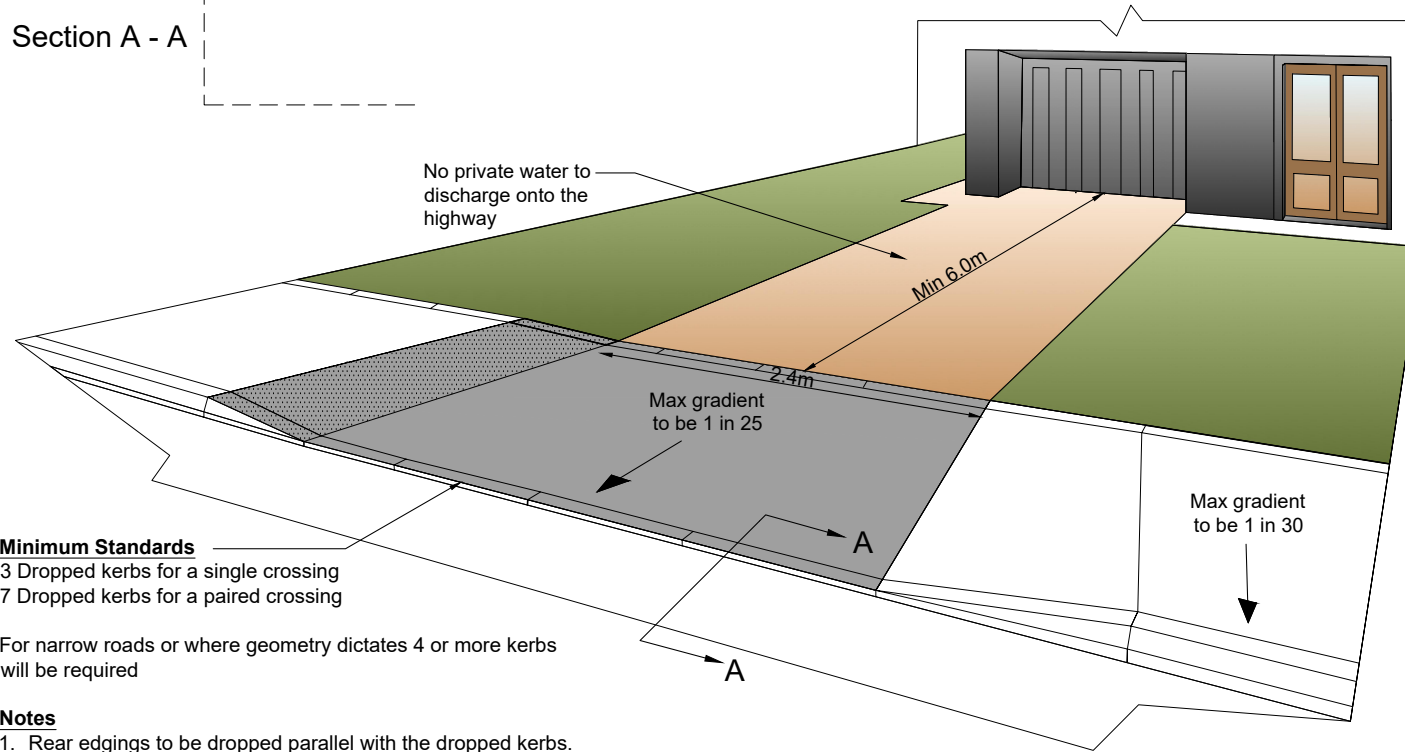 Section A - A
No private water to
discharge onto the
highway
Min 6.0m
2.4m
Max gradient
to be 1 in 25
Max gradient
to be 1 in 30
A
A
Minimum Standards
3 Dropped kerbs for a single crossing
7 Dropped kerbs for a paired crossing
For narrow roads or where geometry dictates 4 or more kerbs
will be required
Notes
1. Rear edgings to be dropped parallel with the dropped kerbs.